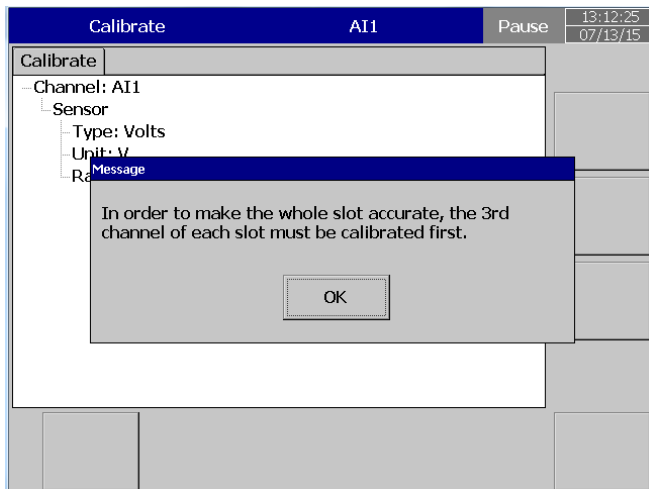 Calibrate AI1 Pause 13:12:25
07/13/15
Calibrate
Channel: AI1
Sensor
Type: Volts
Unit: V
Message
In order to make the whole slot accurate, the 3rd
channel of each slot must be calibrated first.
OK